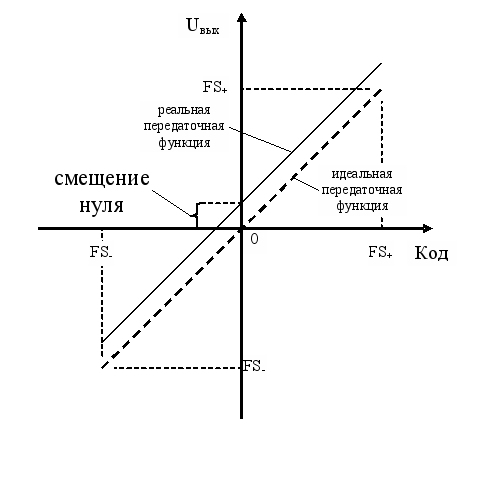 Uвых
FS+
реальная
передаточная
функция
смещение
нуля
идеальная
передаточная
функция
0
FS-
FS+
Код
FS-